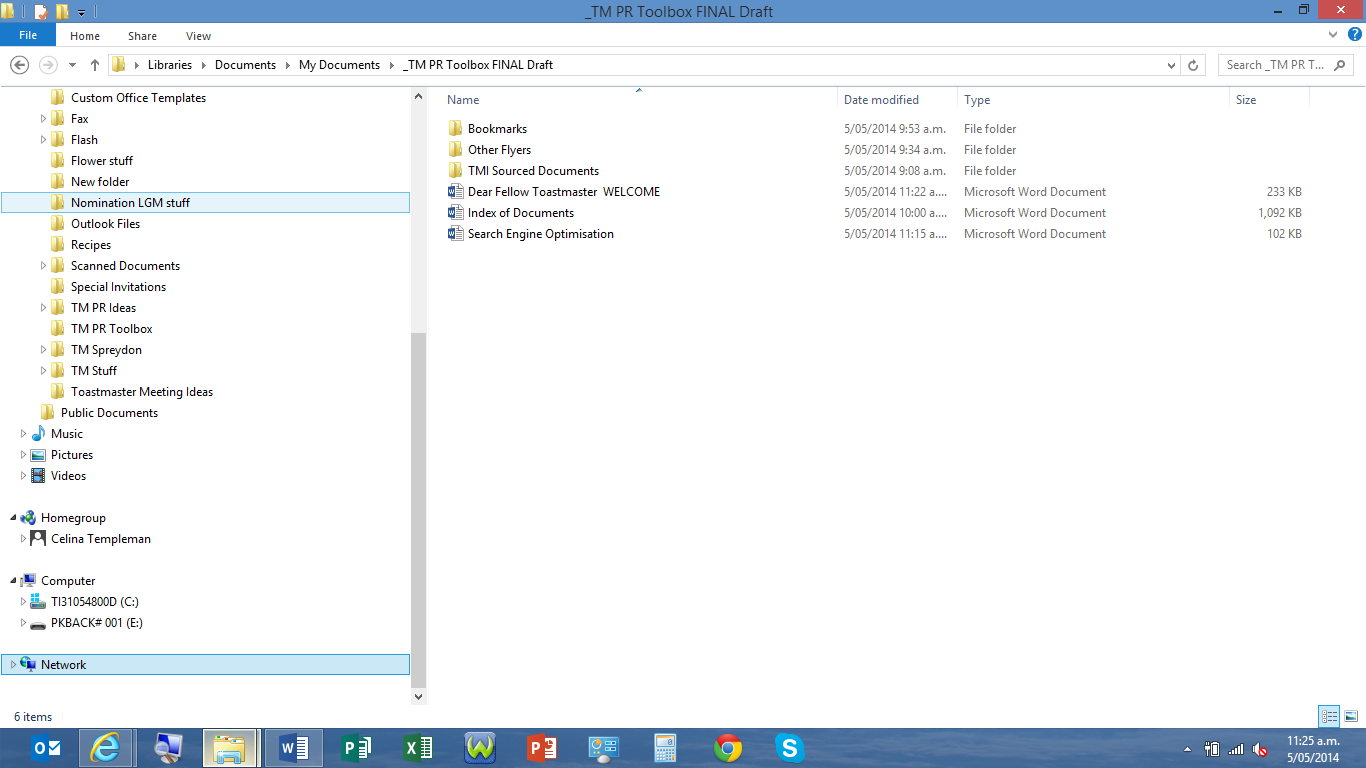 _TM PR Toolbox FINAL Draft
File Home Share View
Libraries Documents My Documents _TM PR Toolbox FINAL Draft Search _TM PR T...
Custom Office Templates
Fax
Flash
Flower stuff
New folder
Nomination LGM stuff
Outlook Files
Recipes
Scanned Documents
Special Invitations
TM PR Ideas
TM PR Toolbox
TM Spreydon
TM Stuff
Toastmaster Meeting Ideas
Public Documents
Music
Pictures
Videos
Homegroup
Celina Templeman
Computer
TI31054800D (C:)
PKBACK# 001 (E:)
Network
Name Date modified Type Size
Bookmarks 5/05/2014 9:53 a.m. File folder
Other Flyers 5/05/2014 9:34 a.m. File folder
TMI Sourced Documents 5/05/2014 9:08 a.m. File folder
Dear Fellow Toastmaster  WELCOME 5/05/2014 11:22 a.... Microsoft Word Document 233 KB
Index of Documents 5/05/2014 10:00 a.... Microsoft Word Document 1,092 KB
Search Engine Optimisation 5/05/2014 11:15 a.... Microsoft Word Document 102 KB
6 items
11:25 a.m.
5/05/2014